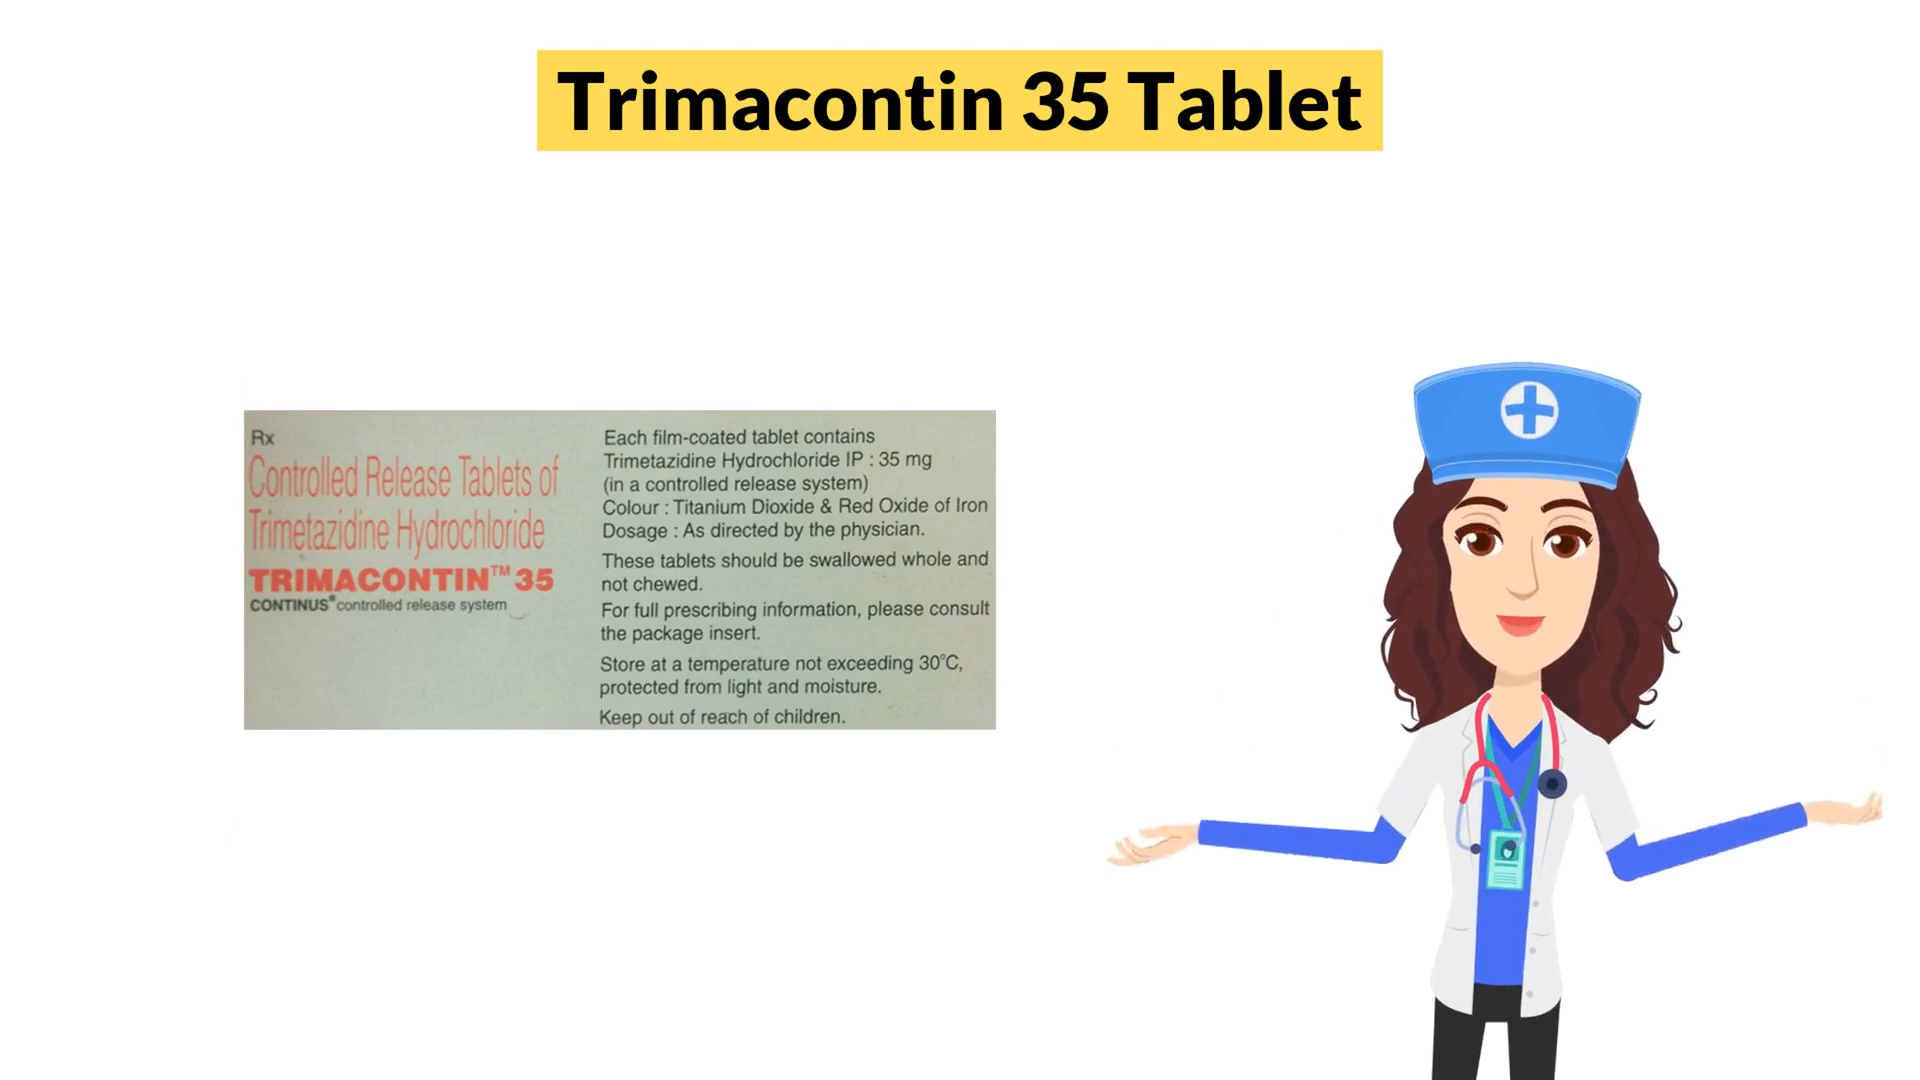 Trimacontin 35 Tablet
Rx
Controlled Release Tablets of
Trimetazidine Hydrochloride
TRIMACONTIN™ 35
CONTINUS® controlled release system
Each film-coated tablet contains
Trimetazidine Hydrochloride IP : 35 mg
(in a controlled release system)
Colour : Titanium Dioxide & Red Oxide of Iron
Dosage : As directed by the physician.
These tablets should be swallowed whole and
not chewed.
For full prescribing information, please consult
the package insert.
Store at a temperature not exceeding 30°C,
protected from light and moisture.
Keep out of reach of children.